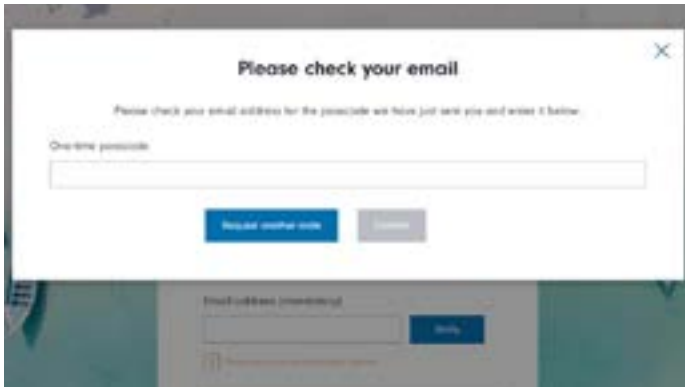 Please check your email
Please check your email address for the passcode we have just sent you and enter it below.
One-time passcode
Request another code
Email address (mandatory)
Verify